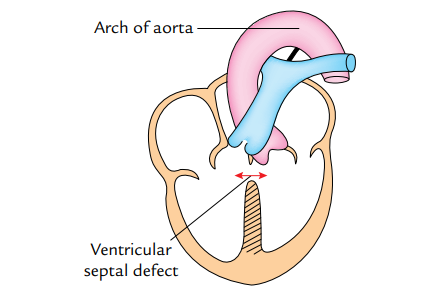 Arch of aorta
Ventricular
septal defect